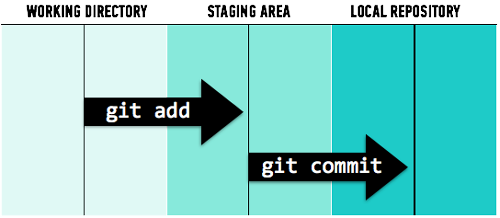 WORKING DIRECTORY STAGING AREA LOCAL REPOSITORY
git add
git commit